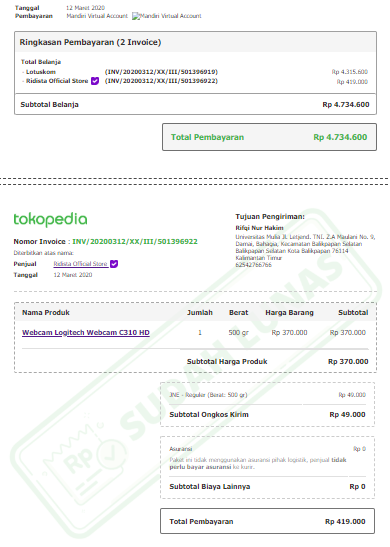 Tanggal 12 Maret 2020
Pembayaran Mandiri Virtual Account Mandiri Virtual Account
Ringkasan Pembayaran (2 Invoice)
Total Belanja
- Lotuskom (INV/20200312/XX/III/501396919) Rp 4.315.600
- Ridista Official Store (INV/20200312/XX/III/501396922) Rp 419.000
Subtotal Belanja Rp 4.734.600
Total Pembayaran Rp 4.734.600
tokopedia
Nomor Invoice : INV/20200312/XX/III/501396922
Diterbitkan atas nama:
Penjual Ridista Official Store
Tanggal 12 Maret 2020
Tujuan Pengiriman:
Rifqi Nur Hakim
Universitas Mulia Jl. Letjend. TNI. Z.A Maulani No. 9,
Damai, Bahagia, Kecamatan Balikpapan Selatan
Balikpapan Selatan Kota Balikpapan 76114
Kalimantan Timur
62542766766
Nama Produk Jumlah Berat Harga Barang Subtotal
Webcam Logitech Webcam C310 HD 1 500 gr Rp 370.000 Rp 370.000
Subtotal Harga Produk Rp 370.000
JNE - Reguler (Berat: 500 gr) Rp 49.000
Subtotal Ongkos Kirim Rp 49.000
Asuransi Rp 0
Paket ini tidak menggunakan asuransi pihak logistik, penjual tidak
perlu bayar asuransi ke kurir.
Subtotal Biaya Lainnya Rp 0
Total Pembayaran Rp 419.000
RP
SUDAH LUNAS